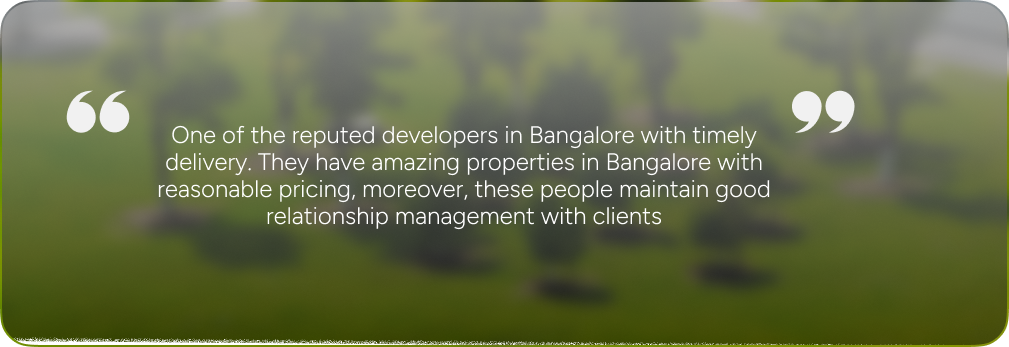 “ One of the reputed developers in Bangalore with timely ”
delivery. They have amazing properties in Bangalore with
reasonable pricing, moreover, these people maintain good
relationship management with clients